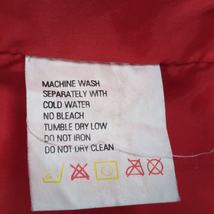 MACHINE WASH
SEPARATELY WITH
COLD WATER
NO BLEACH
TUMBLE DRY LOW
DO NOT IRON
DO NOT DRY CLEAN